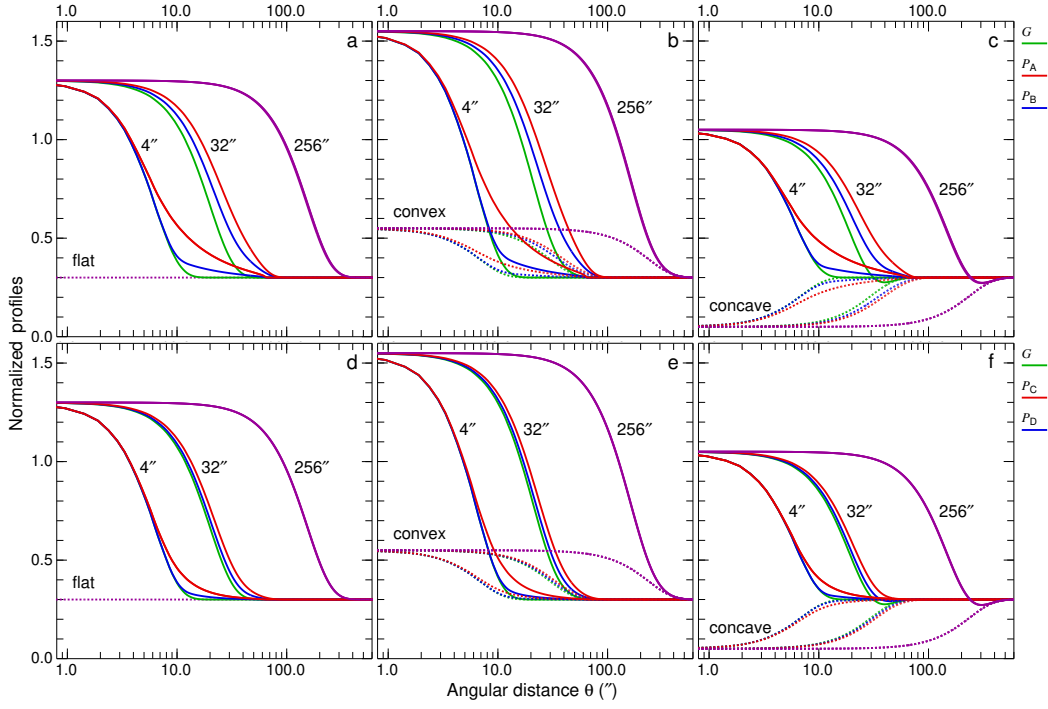 1.0 10.0 100.0 1.0 10.0 100.0 1.0 10.0 100.0
1.5 a b c G
P_A
P_B
4″ 32″ 256″ 4″ 32″ 256″ 4″ 32″ 256″
1.0
0.5
flat convex concave
0.0
Normalized profiles
1.5 d e f G
P_C
P_D
4″ 32″ 256″ 4″ 32″ 256″ 4″ 32″ 256″
1.0
0.5
flat convex concave
0.0
1.0 10.0 100.0 1.0 10.0 100.0 1.0 10.0 100.0
Angular distance θ (″)